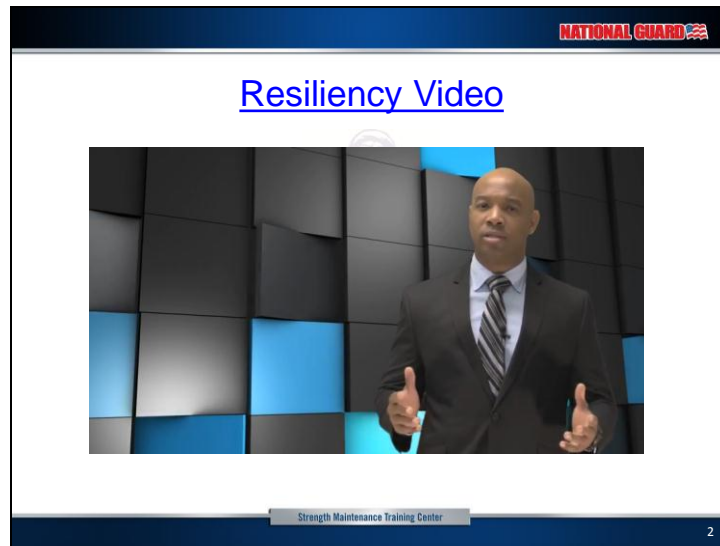 NATIONAL GUARD
Resiliency Video
Strength Maintenance Training Center
2